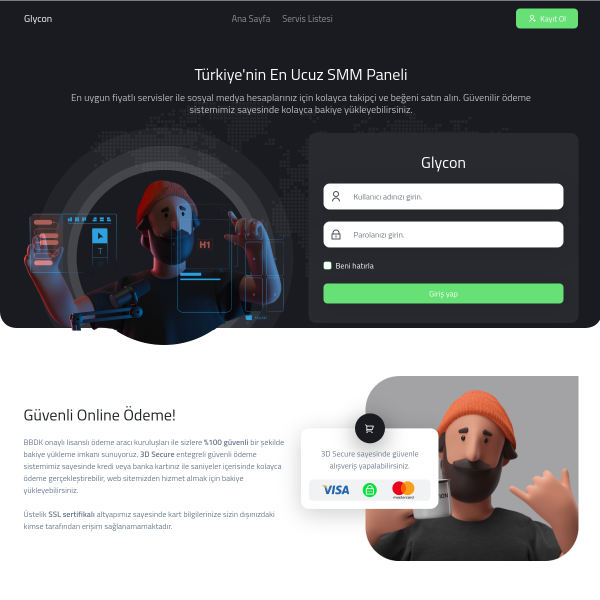 Glycon
Ana Sayfa
Servis Listesi
Kayıt Ol
Türkiye'nin En Ucuz SMM Paneli
En uygun fiyatlı servisler ile sosyal medya hesaplarınız için kolayca takipçi ve beğeni satın alın. Güvenilir ödeme
sistemimiz sayesinde kolayca bakiye yükleyebilirsiniz.
Glycon
Kullanıcı adınızı girin.
Parolanızı girin.
Beni hatırla
Giriş yap
H1
T
Güvenli Online Ödeme!
BBDK onaylı lisanslı ödeme aracı kuruluşları ile sizlere %100 güvenli bir şekilde
bakiye yükleme imkanı sunuyoruz. 3D Secure entegreli güvenli ödeme
sistemimiz sayesinde kredi veya banka kartınız ile saniyeler içerisinde kolayca
ödeme gerçekleştirebilir, web sitemizden hizmet almak için bakiye
yükleyebilirsiniz.
Üstelik SSL sertifikalı altyapımız sayesinde kart bilgilerinize sizin dışınızdaki
kimse tarafından erişim sağlanamamaktadır.
3D Secure sayesinde güvenle
alışveriş yapabilirsiniz.
VISA
mastercard